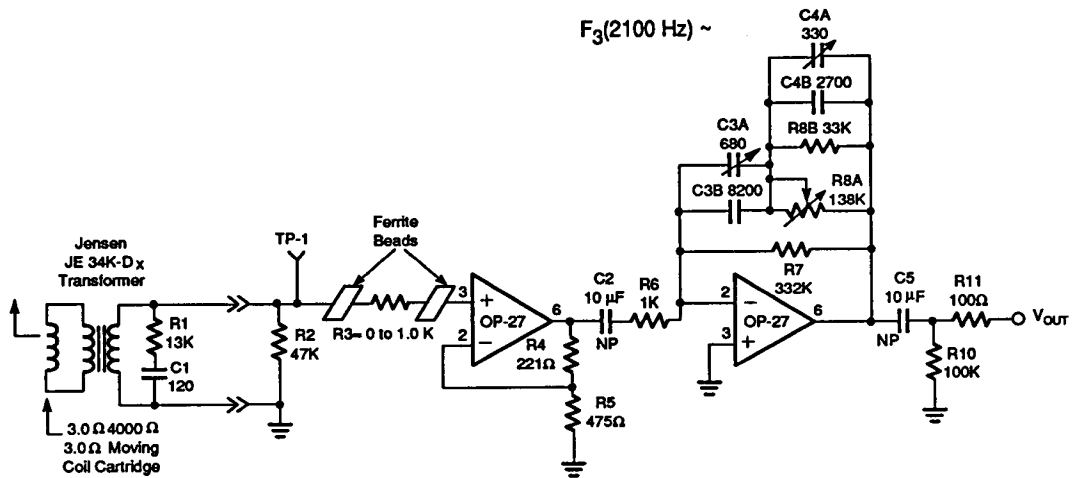 F3(2100 Hz) ~
C4A
330
C4B 2700
R8B 33K
C3A
680
R8A
138K
C3B 8200
R7
332K
Jensen
JE 34K-DX
Transformer
TP-1
Ferrite
Beads
R1
13K
C1
120
R2
47K
R3= 0 to 1.0 K
3
+
2
−
OP-27
6
R4
221Ω
R5
475Ω
C2
10 µF
NP
R6
1K
2
−
3
+
OP-27
6
C5
10 µF
NP
R11
100Ω
VOUT
R10
100K
3.0 Ω 4000 Ω
3.0 Ω Moving
Coil Cartridge